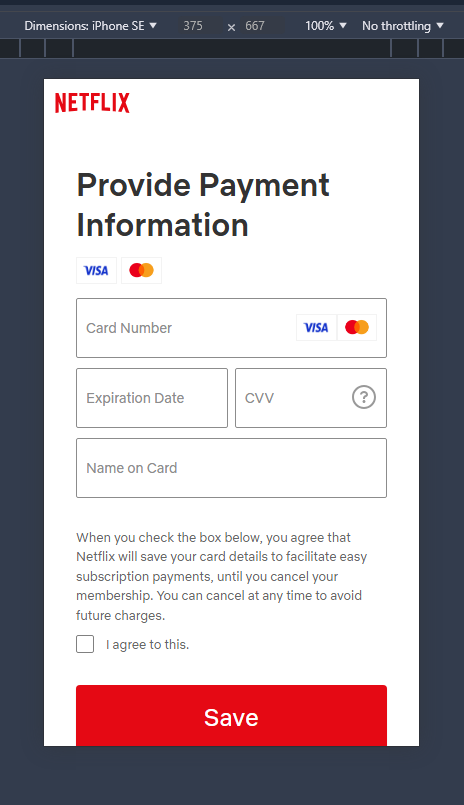 Dimensions: iPhone SE ▼ 375 × 667 100% ▼ No throttling ▼
NETFLIX
Provide Payment
Information
VISA
Card Number VISA
Expiration Date CVV ?
Name on Card
When you check the box below, you agree that
Netflix will save your card details to facilitate easy
subscription payments, until you cancel your
membership. You can cancel at any time to avoid
future charges.
I agree to this.
Save